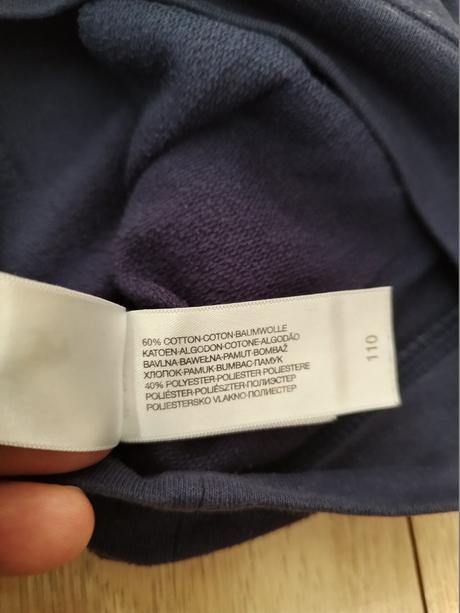 60% COTTON·COTON·BAUMWOLLE
KATOEN·ALGODON·COTONE·ALGODÃO
BAVLNA·BAWEŁNA·PAMUT·BOMBAŽ
ХЛОПОК·PAMUK·BUMBAC·ПАМУК
40% POLYESTER·POLIESTER·POLIESTERE
POLIÉSTER·POLIÉSZTER·ПОЛИЭСТЕР
POLIESTERSKO VLAKNO·ПОЛИЕСТЕР
110